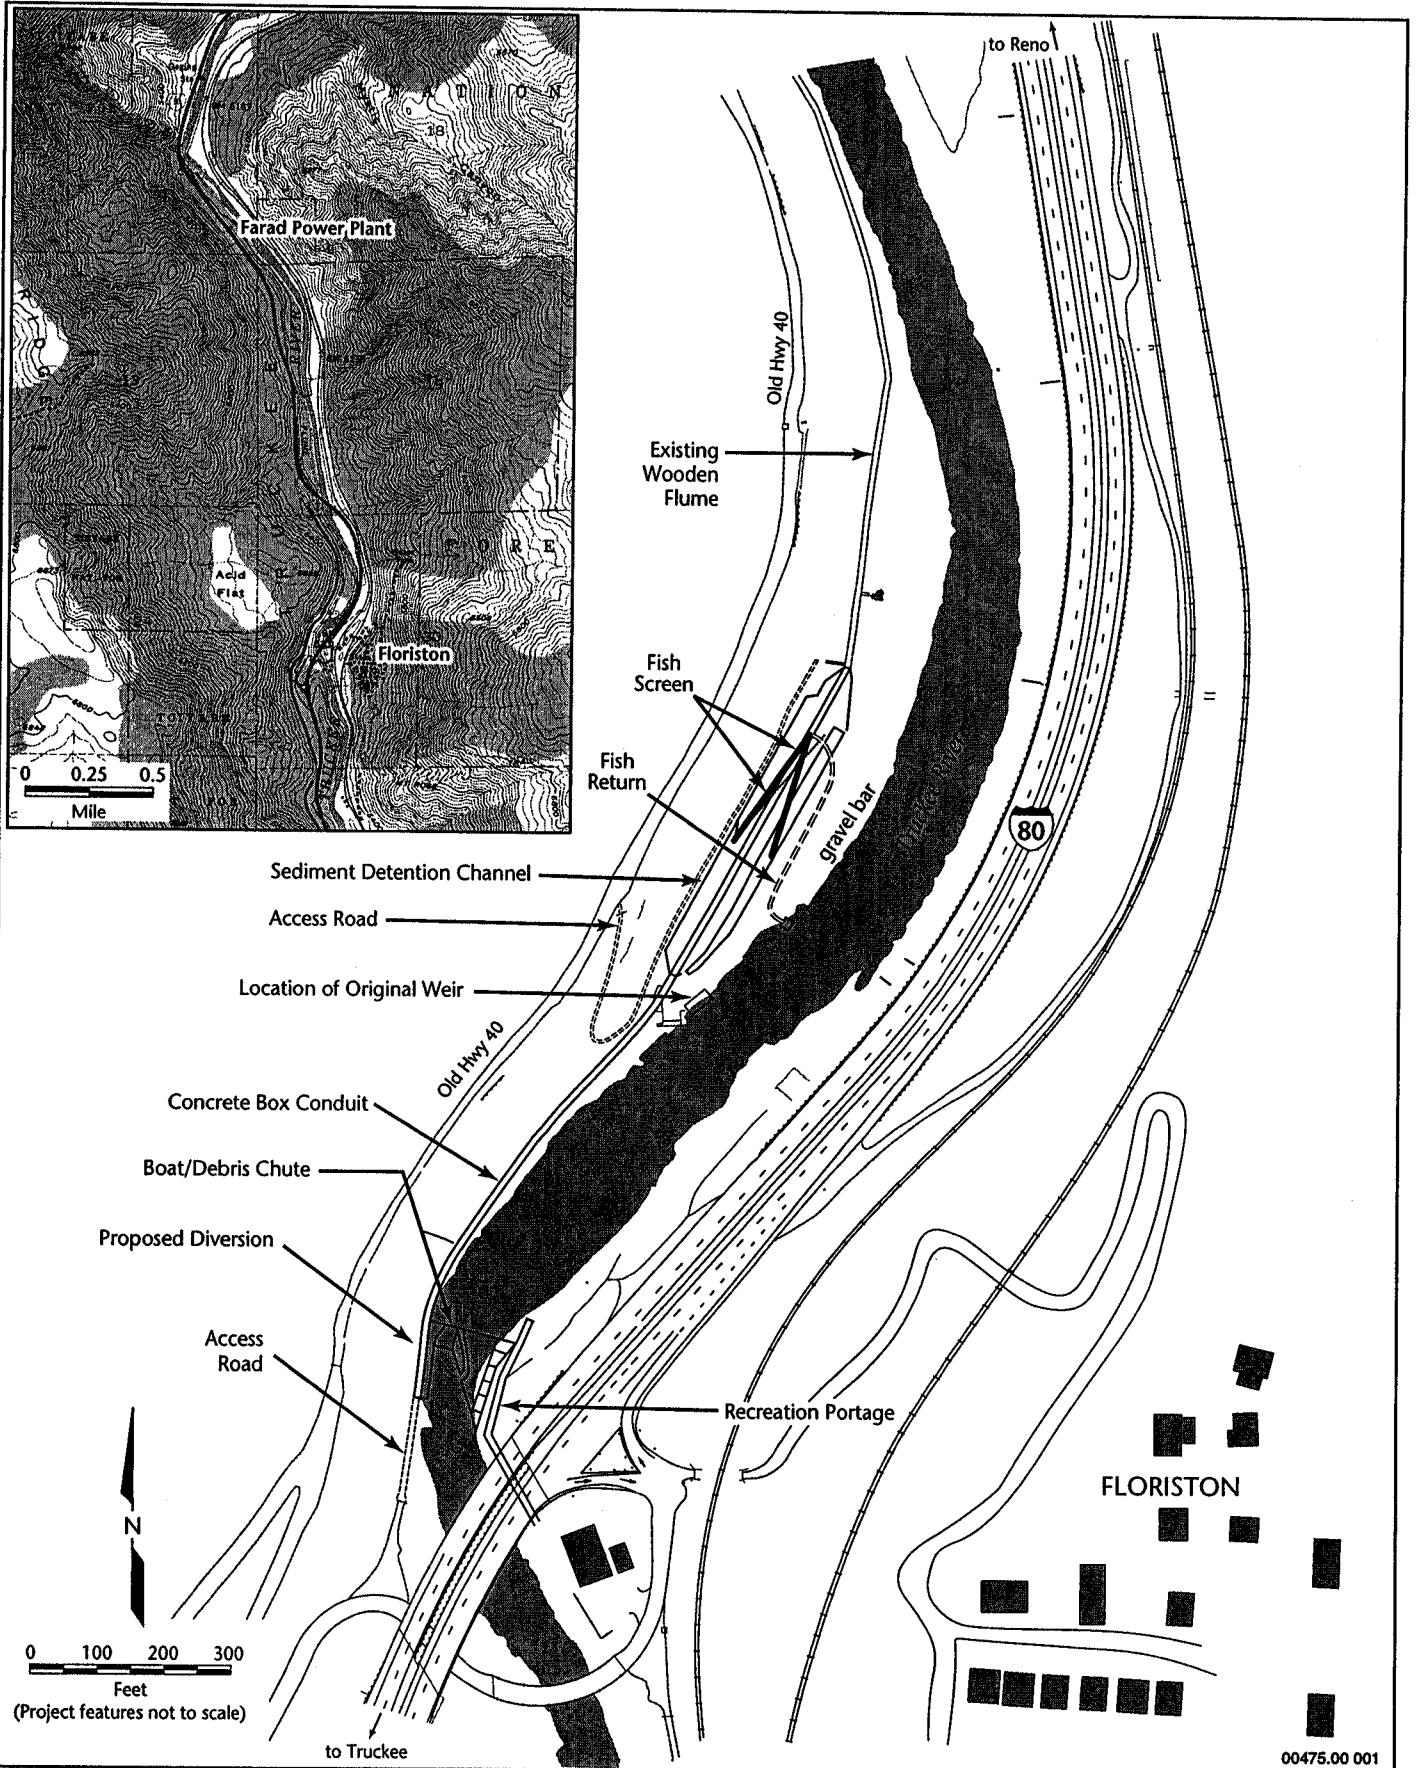 Farad Power Plant
Acid
Flat
Floriston
0 0.25 0.5
Mile
to Reno
Old Hwy 40
Existing
Wooden
Flume
Fish
Screen
Fish
Return
gravel bar
Truckee River
80
Sediment Detention Channel
Access Road
Location of Original Weir
Old Hwy 40
Concrete Box Conduit
Boat/Debris Chute
Proposed Diversion
Access
Road
Recreation Portage
FLORISTON
N
0 100 200 300
Feet
(Project features not to scale)
to Truckee
00475.00 001